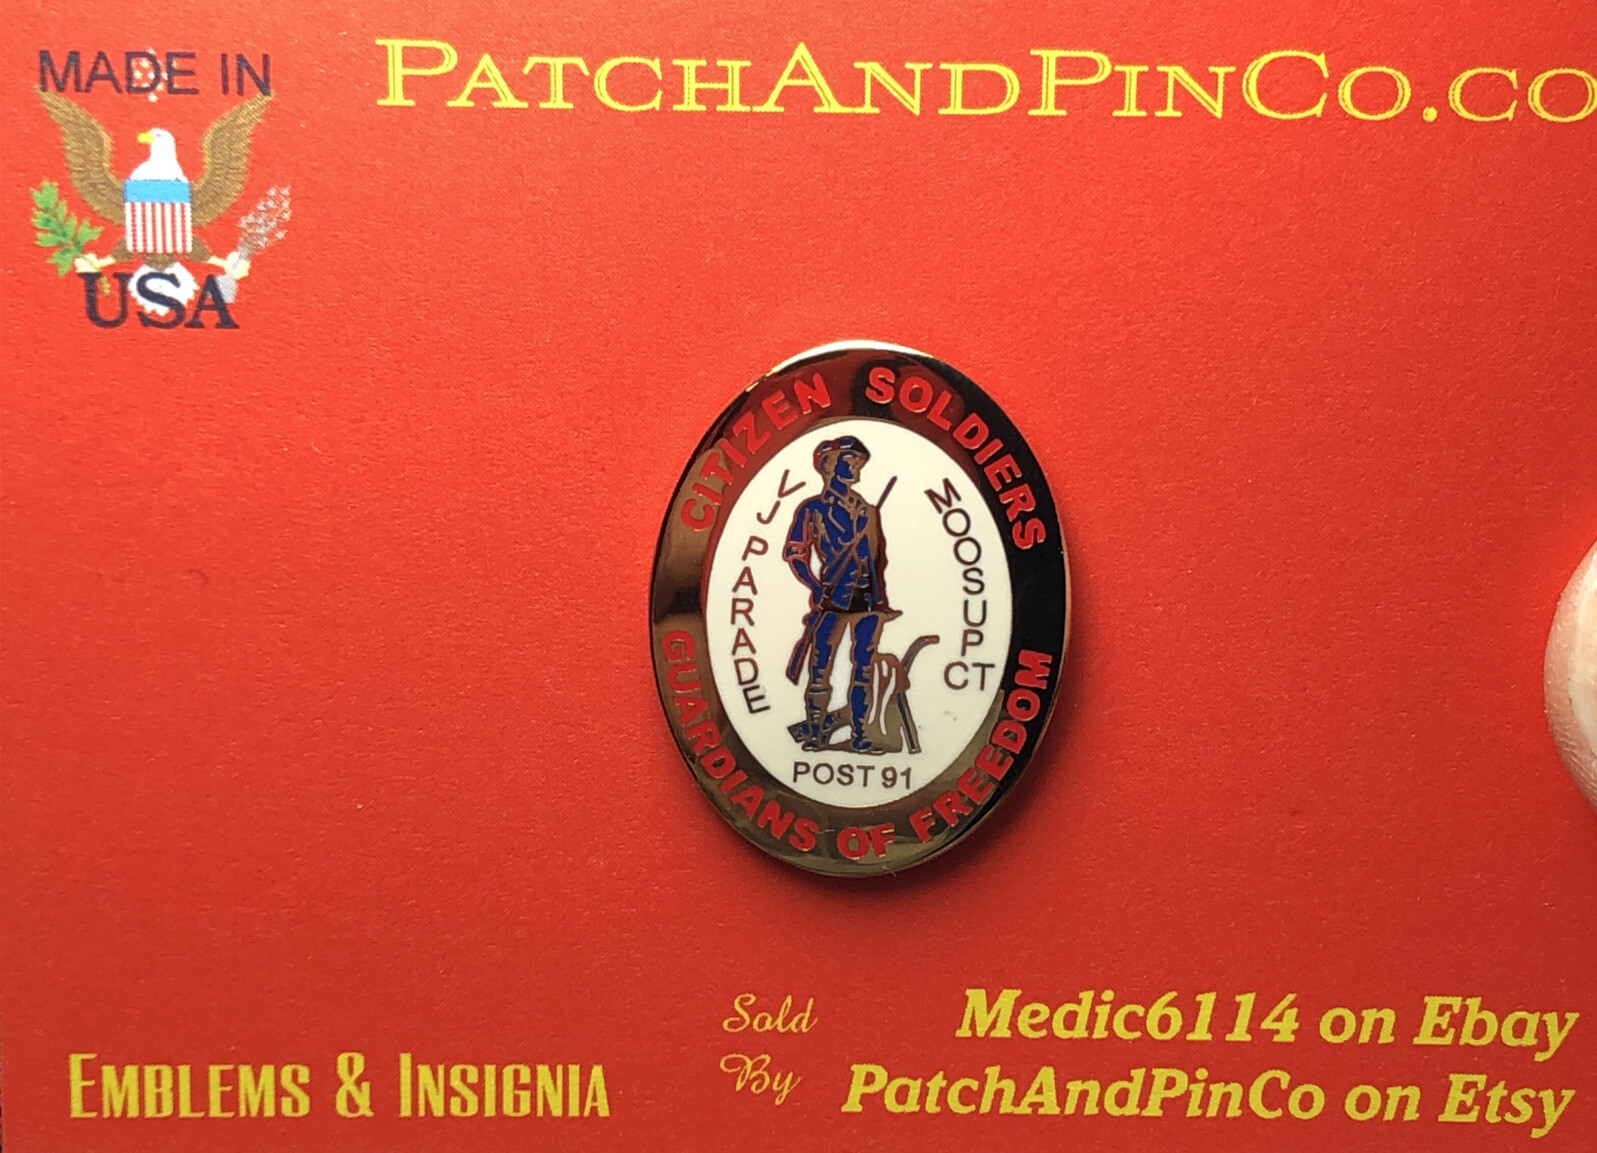 MADE IN
USA
PATCHANDPINCO.CO
CITIZEN SOLDIERS
VJ PARADE
MOOSUP CT
POST 91
GUARDIANS OF FREEDOM
EMBLEMS & INSIGNIA
Sold
By
Medic6114 on Ebay
PatchAndPinCo on Etsy